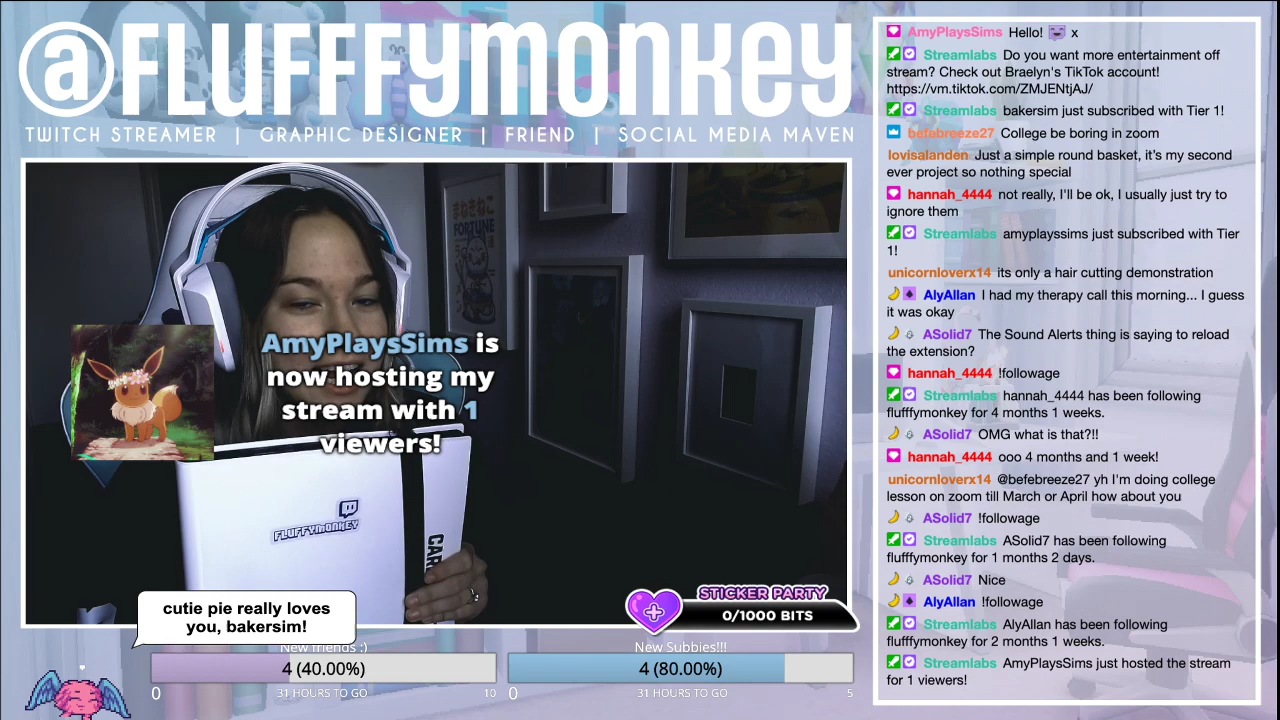 @FLUFFFYMONKEY
TWITCH STREAMER | GRAPHIC DESIGNER | FRIEND | SOCIAL MEDIA MAVEN
FORTUNE
AmyPlaysSims is
now hosting my
stream with 1
viewers!
FLUFFYMONKEY
CAR
cutie pie really loves
you, bakersim!
STICKER PARTY
0/1000 BITS
New friends :)
4 (40.00%)
0
31 HOURS TO GO
10
New Subbies!!!
4 (80.00%)
0
31 HOURS TO GO
5
AmyPlaysSims Hello! x
Streamlabs Do you want more entertainment off
stream? Check out Braelyn's TikTok account!
https://vm.tiktok.com/ZMJENtjAJ/
Streamlabs bakersim just subscribed with Tier 1!
befabreeze27 College be boring in zoom
lovisalanden Just a simple round basket, it's my second
ever project so nothing special
hannah_4444 not really, I'll be ok, I usually just try to
ignore them
Streamlabs amyplayssims just subscribed with Tier
1!
unicornloverx14 its only a hair cutting demonstration
AlyAllan I had my therapy call this morning... I guess
it was okay
ASolid7 The Sound Alerts thing is saying to reload
the extension?
hannah_4444 !followage
Streamlabs hannah_4444 has been following
flufffymonkey for 4 months 1 weeks.
ASolid7 OMG what is that?!!
hannah_4444 ooo 4 months and 1 week!
unicornloverx14 @befebreeze27 yh I'm doing college
lesson on zoom till March or April how about you
ASolid7 !followage
Streamlabs ASolid7 has been following
flufffymonkey for 1 months 2 days.
ASolid7 Nice
AlyAllan !followage
Streamlabs AlyAllan has been following
flufffymonkey for 2 months 1 weeks.
Streamlabs AmyPlaysSims just hosted the stream
for 1 viewers!